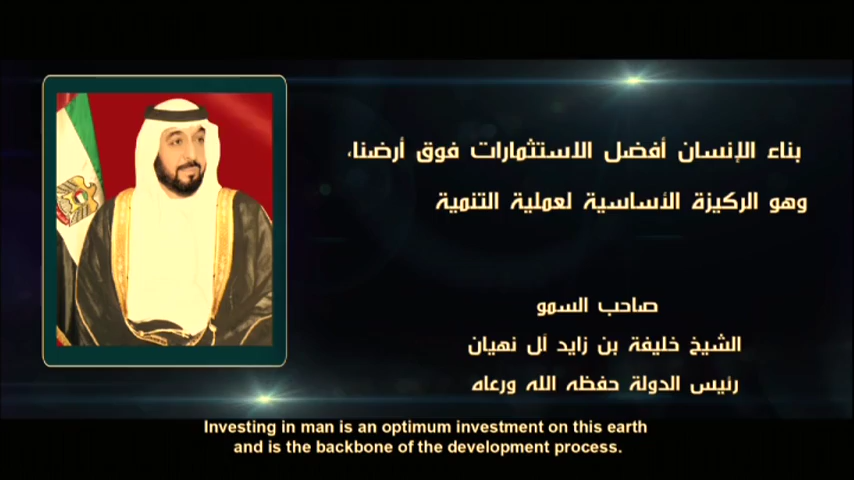 بناء الإنسان أفضل الاستثمارات فوق أرضنا،
وهو الركيزة الأساسية لعملية التنمية
صاحب السمو
الشيخ خليفة بن زايد آل نهيان
رئيس الدولة حفظه الله ورعاه
Investing in man is an optimum investment on this earth
and is the backbone of the development process.